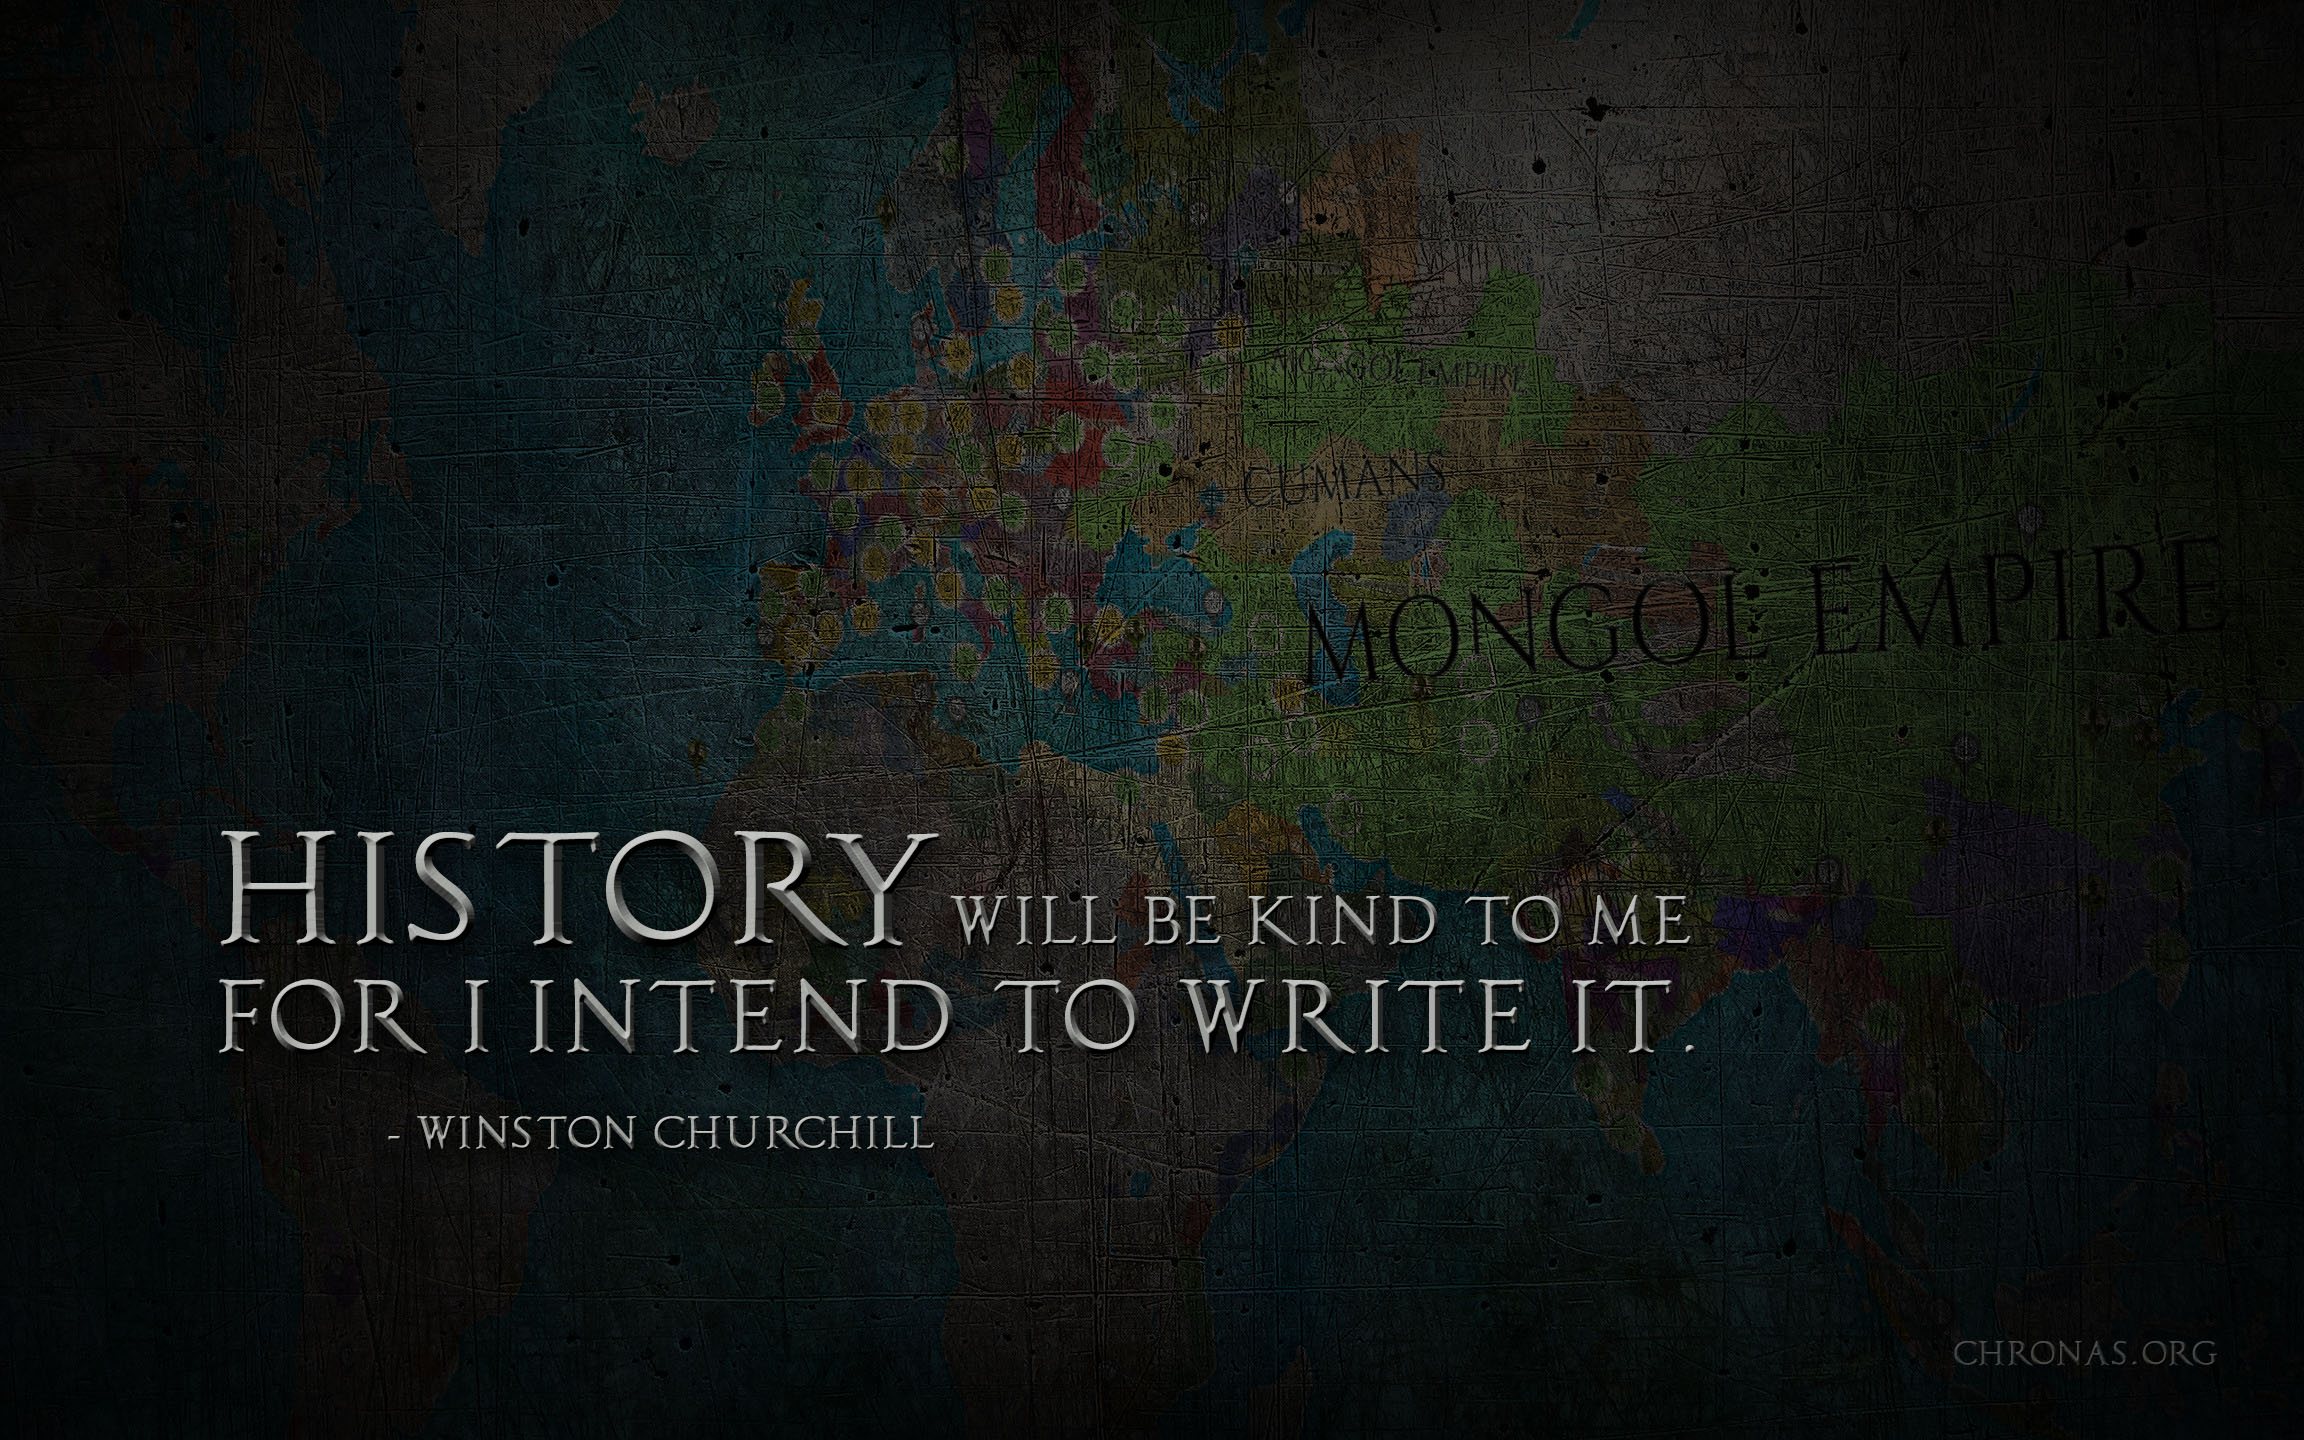 MONGOL EMPIRE
CUMANS
MONGOL EMPIRE
HISTORY WILL BE KIND TO ME
FOR I INTEND TO WRITE IT.
- WINSTON CHURCHILL
CHRONAS.ORG